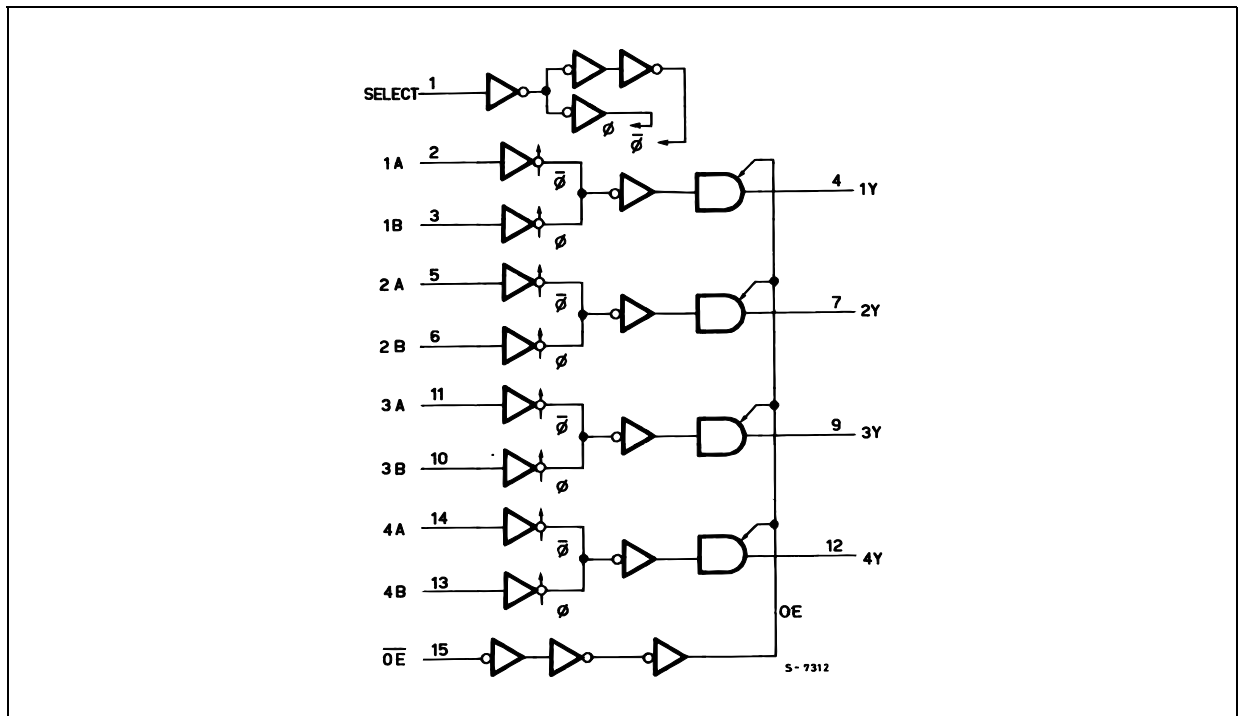 SELECT 1
ø
ø̄
1A 2
ø̄
4 1Y
1B 3
ø
2A 5
ø̄
7 2Y
2B 6
ø
3A 11
ø̄
9 3Y
3B 10
ø
4A 14
ø̄
12 4Y
4B 13
ø
OE
O̅E̅ 15
S-7312